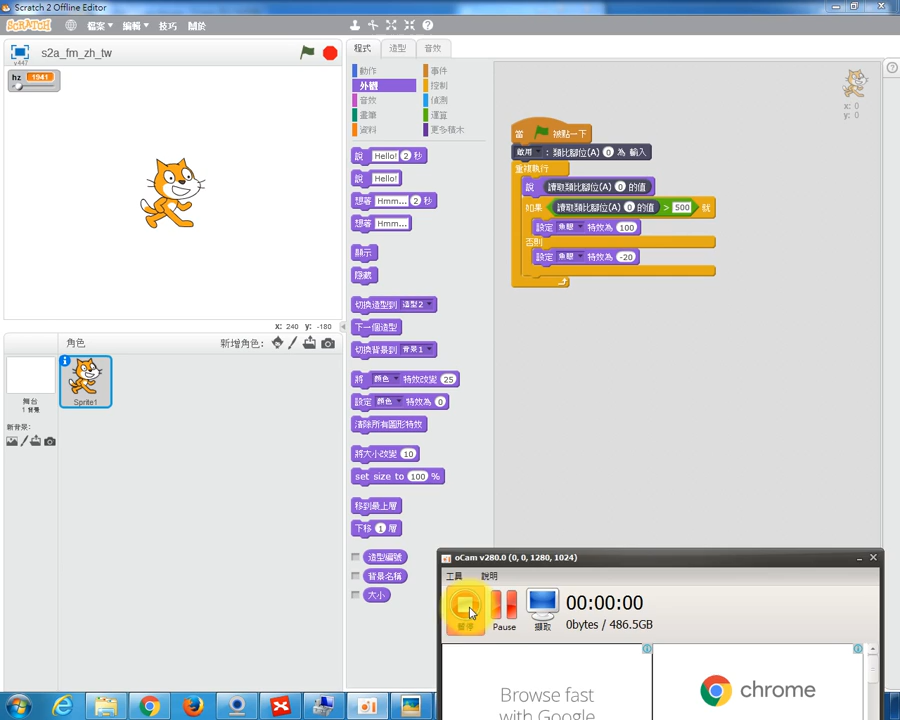 Scratch 2 Offline Editor
SCRATCH 檔案 編輯 技巧 關於
s2a_fm_zh_tw
v447
hz 1941
x: 240 y: -180
角色 新增角色:
舞台
1 背景
新背景:
Sprite1
程式 造型 音效
動作 事件
外觀 控制
音效 偵測
畫筆 運算
資料 更多積木
說 Hello! 2 秒
說 Hello!
想著 Hmm... 2 秒
想著 Hmm...
顯示
隱藏
切換造型到 造型2
下一個造型
切換背景到 背景1
將 顏色 特效改變 25
設定 顏色 特效為 0
清除所有圖形特效
將大小改變 10
set size to 100 %
移到最上層
下移 1 層
造型編號
背景名稱
大小
x: 0
y: 0
當 被點一下
啟用 : 類比腳位(A) 0 為 輸入
重複執行
說 讀取類比腳位(A) 0 的值
如果 讀取類比腳位(A) 0 的值 > 500 就
設定 魚眼 特效為 100
否則
設定 魚眼 特效為 -20
oCam v280.0 (0, 0, 1280, 1024)
工具 說明
Pause 擷取
00:00:00
0bytes / 486.5GB
Browse fast
with Google
chrome